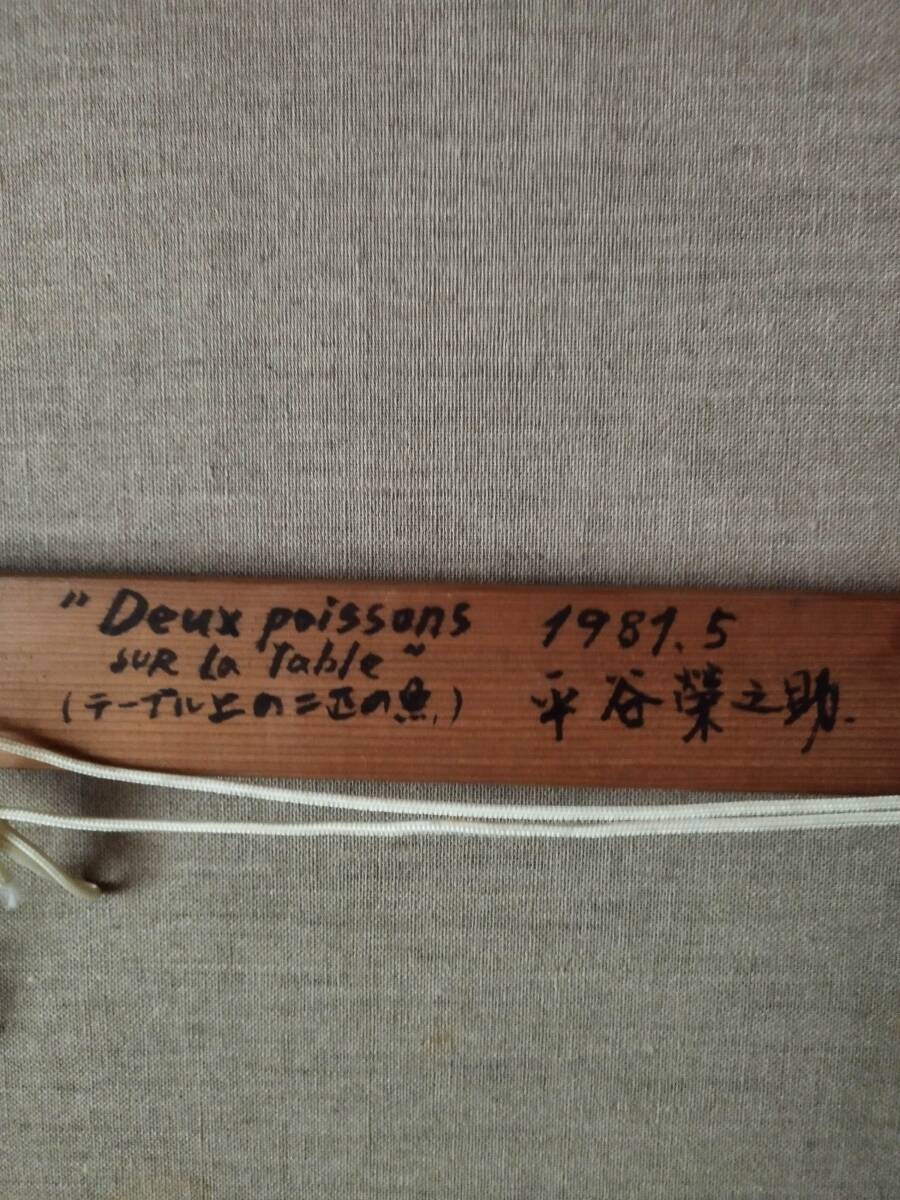 "Deux poissons
sur la Table"
(テーブル上の二匹の魚)
1981.5
平谷榮之助.